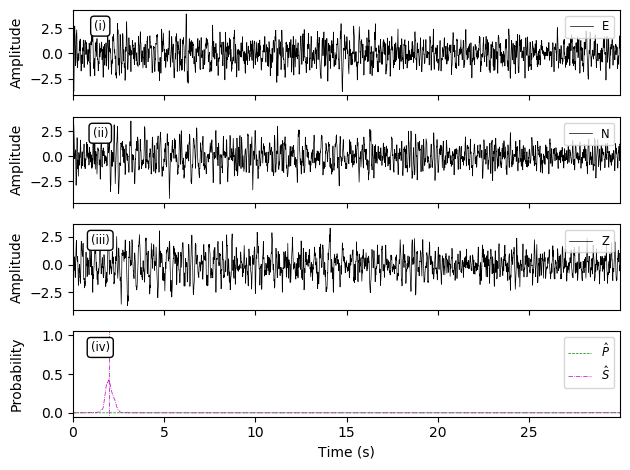 (i)
E
Amplitude
2.5
0.0
−2.5
(ii)
N
Amplitude
2.5
0.0
−2.5
(iii)
Z
Amplitude
2.5
0.0
−2.5
(iv)
P̂
Ŝ
Probability
1.0
0.5
0.0
0 5 10 15 20 25
Time (s)